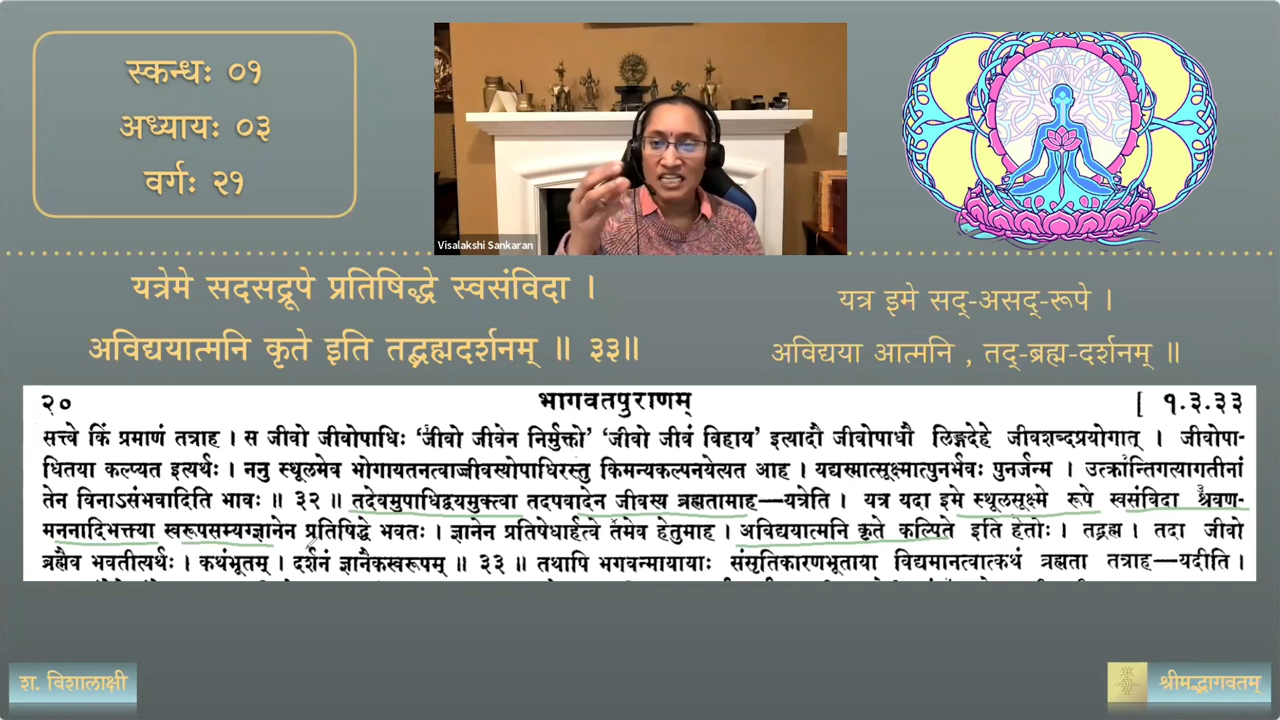 स्कन्धः ०१
अध्यायः ०३
वर्गः २१
Visalakshi Sankaran
यत्रेमे सदसद्रूपे प्रतिषिद्धे स्वसंविदा ।
अविद्ययात्मनि कृते इति तद्ब्रह्मदर्शनम् ॥ ३३॥
यत्र इमे सद्-असद्-रूपे ।
अविद्यया आत्मनि , तद्-ब्रह्म-दर्शनम् ॥
२० भागवतपुराणम् [ १.३.३३
सत्त्वे किं प्रमाणं तत्राह । स जीवो जीवोपाधिः 'जीवो जीवेन निर्मुक्तो' 'जीवो जीवं विहाय' इत्यादौ जीवोपाधौ लिङ्गदेहे जीवशब्दप्रयोगात् । जीवोपा-
धितया कल्प्यत इत्यर्थः । ननु स्थूलमेव भोगायतनत्वाज्जीवस्योपाधिरस्तु किमन्यकल्पनयेत्यत आह । यद्यस्मात्सूक्ष्मात्पुनर्भवः पुनर्जन्म । उत्क्रान्तिगत्यागतीनां
तेन विनाऽसंभवादिति भावः ॥ ३२ ॥ तदेवमुपाधिद्वयमुक्त्वा तदपवादेन जीवस्य ब्रह्मतामाह—यत्रेति । यत्र यदा इमे स्थूलसूक्ष्मे रूपे स्वसंविदा श्रवण-
मननादिभक्त्या स्वरूपसम्यग्ज्ञानेन प्रतिषिद्धे भवतः । ज्ञानेन प्रतिषेधार्हत्वे तमेव हेतुमाह । अविद्ययात्मनि कृते कल्पिते इति हेतोः । तद्ब्रह्म । तदा जीवो
ब्रह्मैव भवतीत्यर्थः । कथंभूतम् । दर्शनं ज्ञानैकस्वरूपम् ॥ ३३ ॥ तथापि भगवन्मायायाः संसृतिकारणभूताया विद्यमानत्वात्कथं ब्रह्मता तत्राह—यदीति ।
श. विशालाक्षी
श्रीमद्भागवतम्